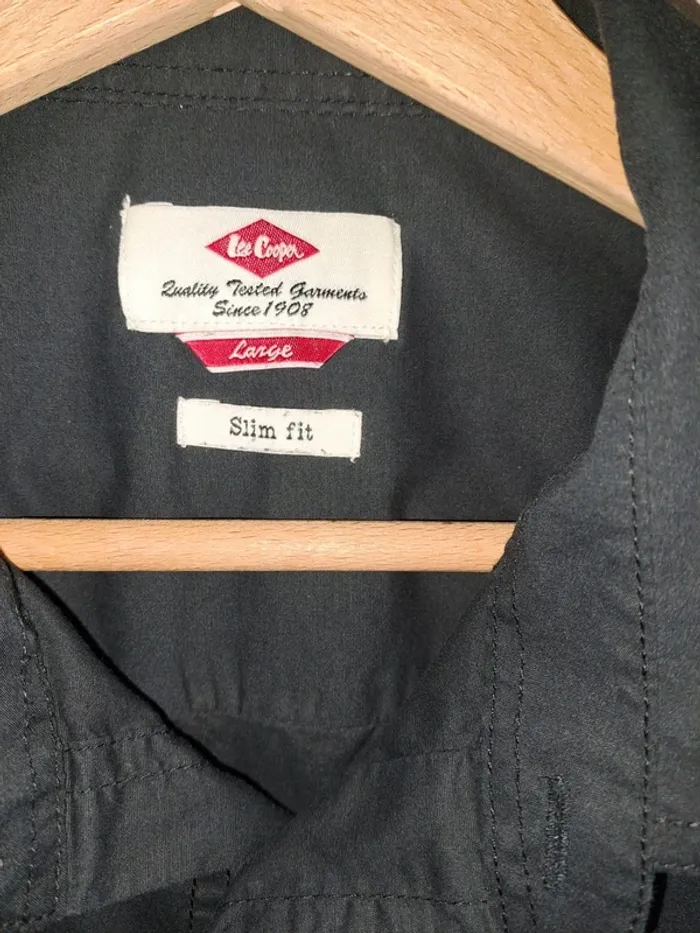 Lee Cooper
Quality Tested Garments
Since 1908
Large
Slim fit